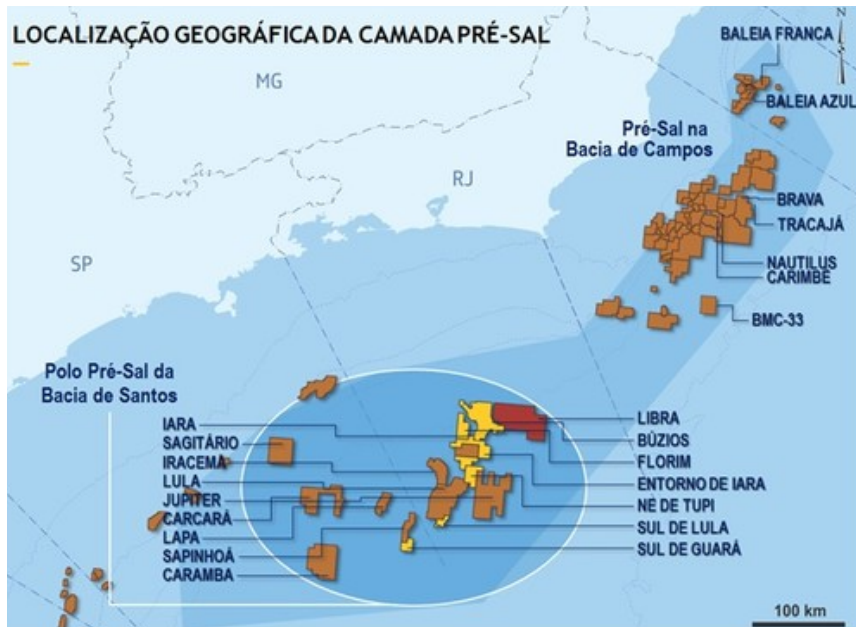 LOCALIZAÇÃO GEOGRÁFICA DA CAMADA PRÉ-SAL
BALEIA FRANCA
N
MG
BALEIA AZUL
Pré-Sal na
Bacia de Campos
RJ
BRAVA
TRACAJÁ
SP
NAUTILUS
CARIMBÉ
BMC-33
Polo Pré-Sal da
Bacia de Santos
IARA
SAGITÁRIO
IRACEMA
LULA
JUPITER
CARCARÁ
LAPA
SAPINHOÁ
CARAMBA
LIBRA
BÚZIOS
FLORIM
ENTORNO DE IARA
NE DE TUPI
SUL DE LULA
SUL DE GUARÁ
100 km